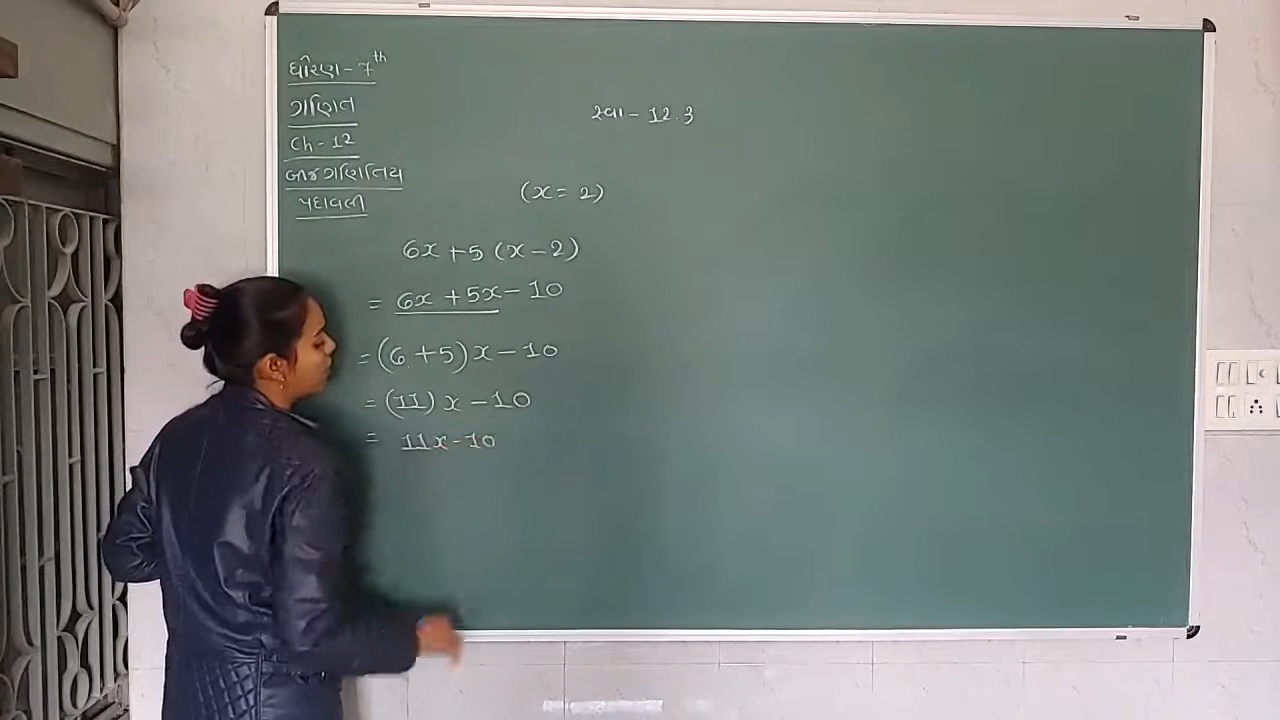 ધોરણ - 7th
ગણિત
Ch - 12
બીજગણિતિય
પદાવલી
સ્વા - 12.3
(x = 2)
6x + 5 (x - 2)
= 6x + 5x - 10
= (6 + 5) x - 10
= (11) x - 10
= 11x - 10